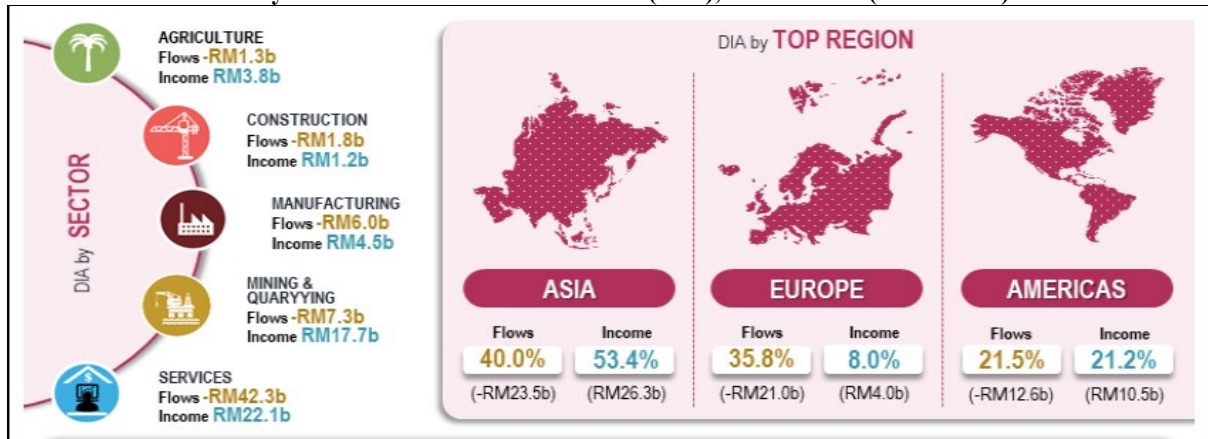 AGRICULTURE
Flows -RM1.3b
Income RM3.8b
CONSTRUCTION
Flows -RM1.8b
Income RM1.2b
MANUFACTURING
Flows -RM6.0b
Income RM4.5b
MINING &
QUARYYING
Flows -RM7.3b
Income RM17.7b
SERVICES
Flows -RM42.3b
Income RM22.1b
DIA by SECTOR
DIA by TOP REGION
ASIA
Flows Income
40.0% 53.4%
(-RM23.5b) (RM26.3b)
EUROPE
Flows Income
35.8% 8.0%
(-RM21.0b) (RM4.0b)
AMERICAS
Flows Income
21.5% 21.2%
(-RM12.6b) (RM10.5b)